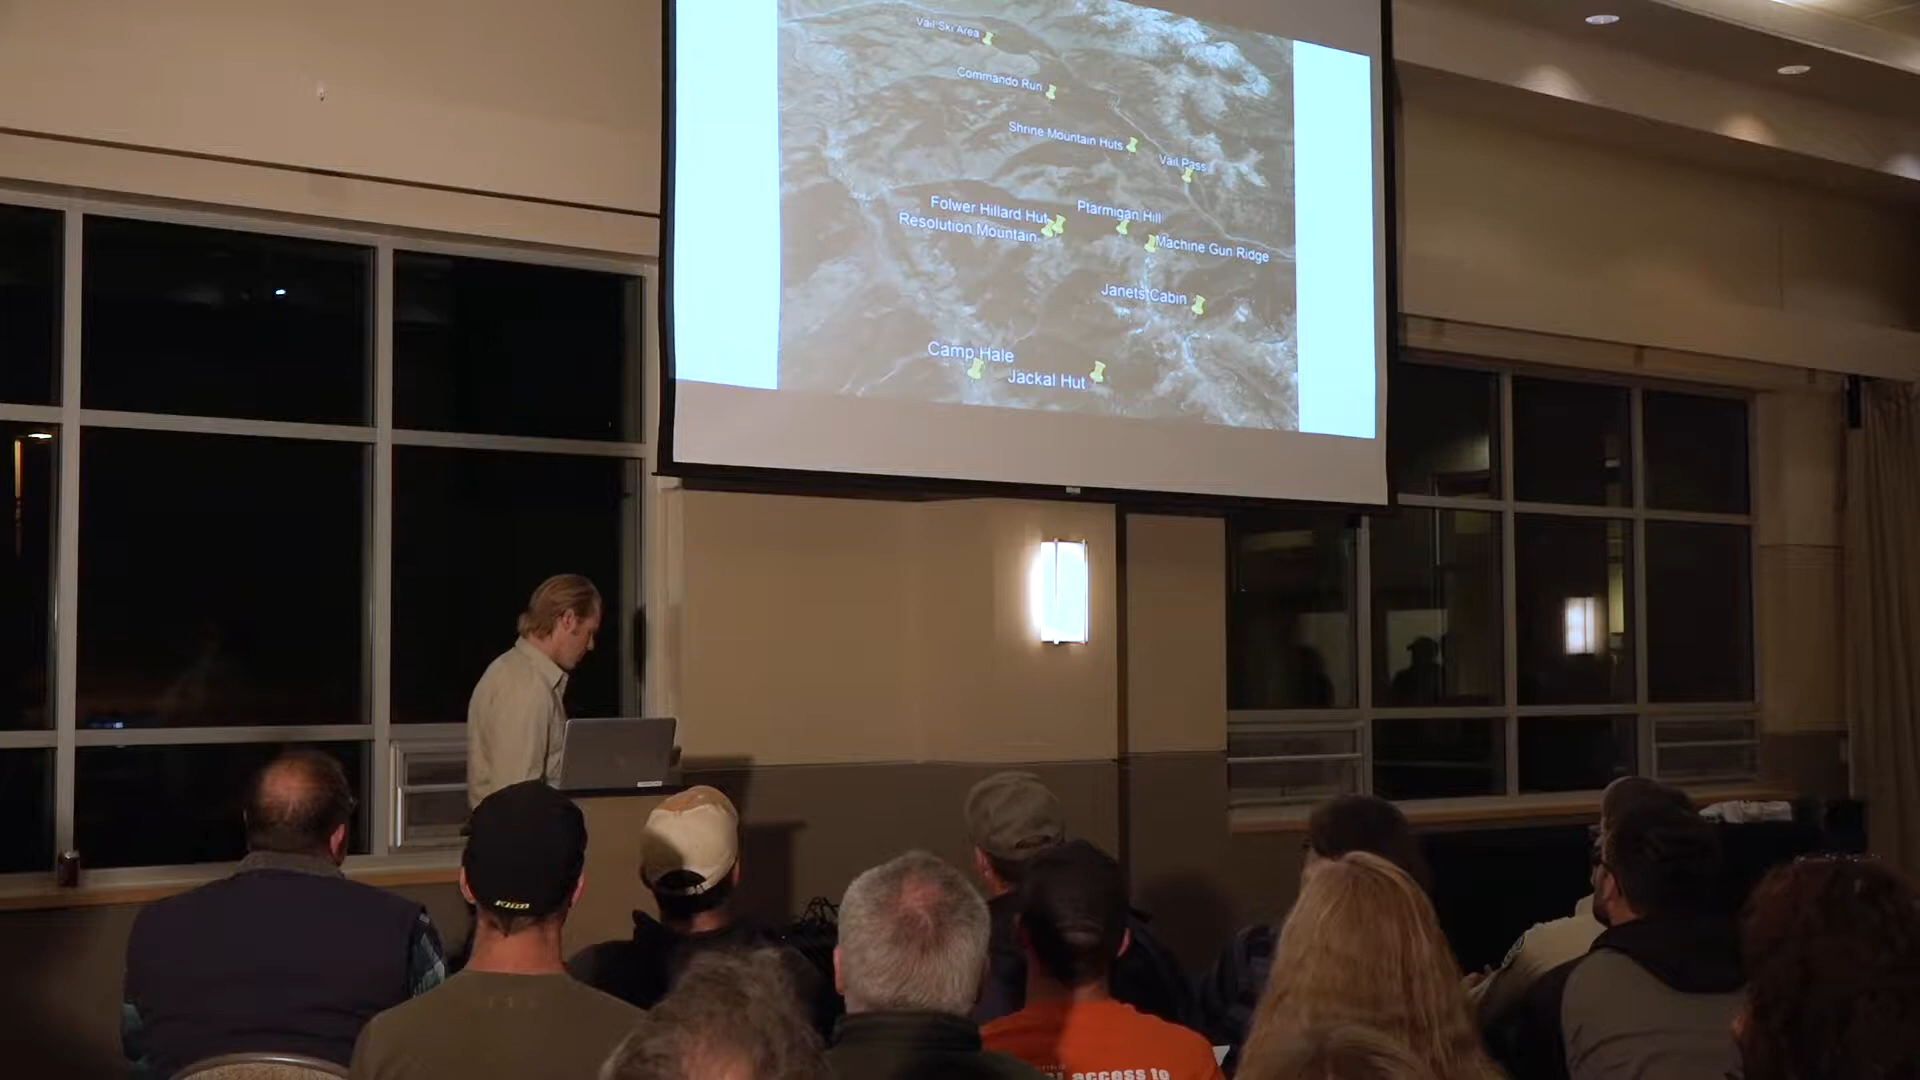 Vail Ski Area
Commando Run
Shrine Mountain Huts
Vail Pass
Folwer Hillard Hut
Ptarmigan Hill
Resolution Mountain
Machine Gun Ridge
Janets Cabin
Camp Hale
Jackal Hut
access to